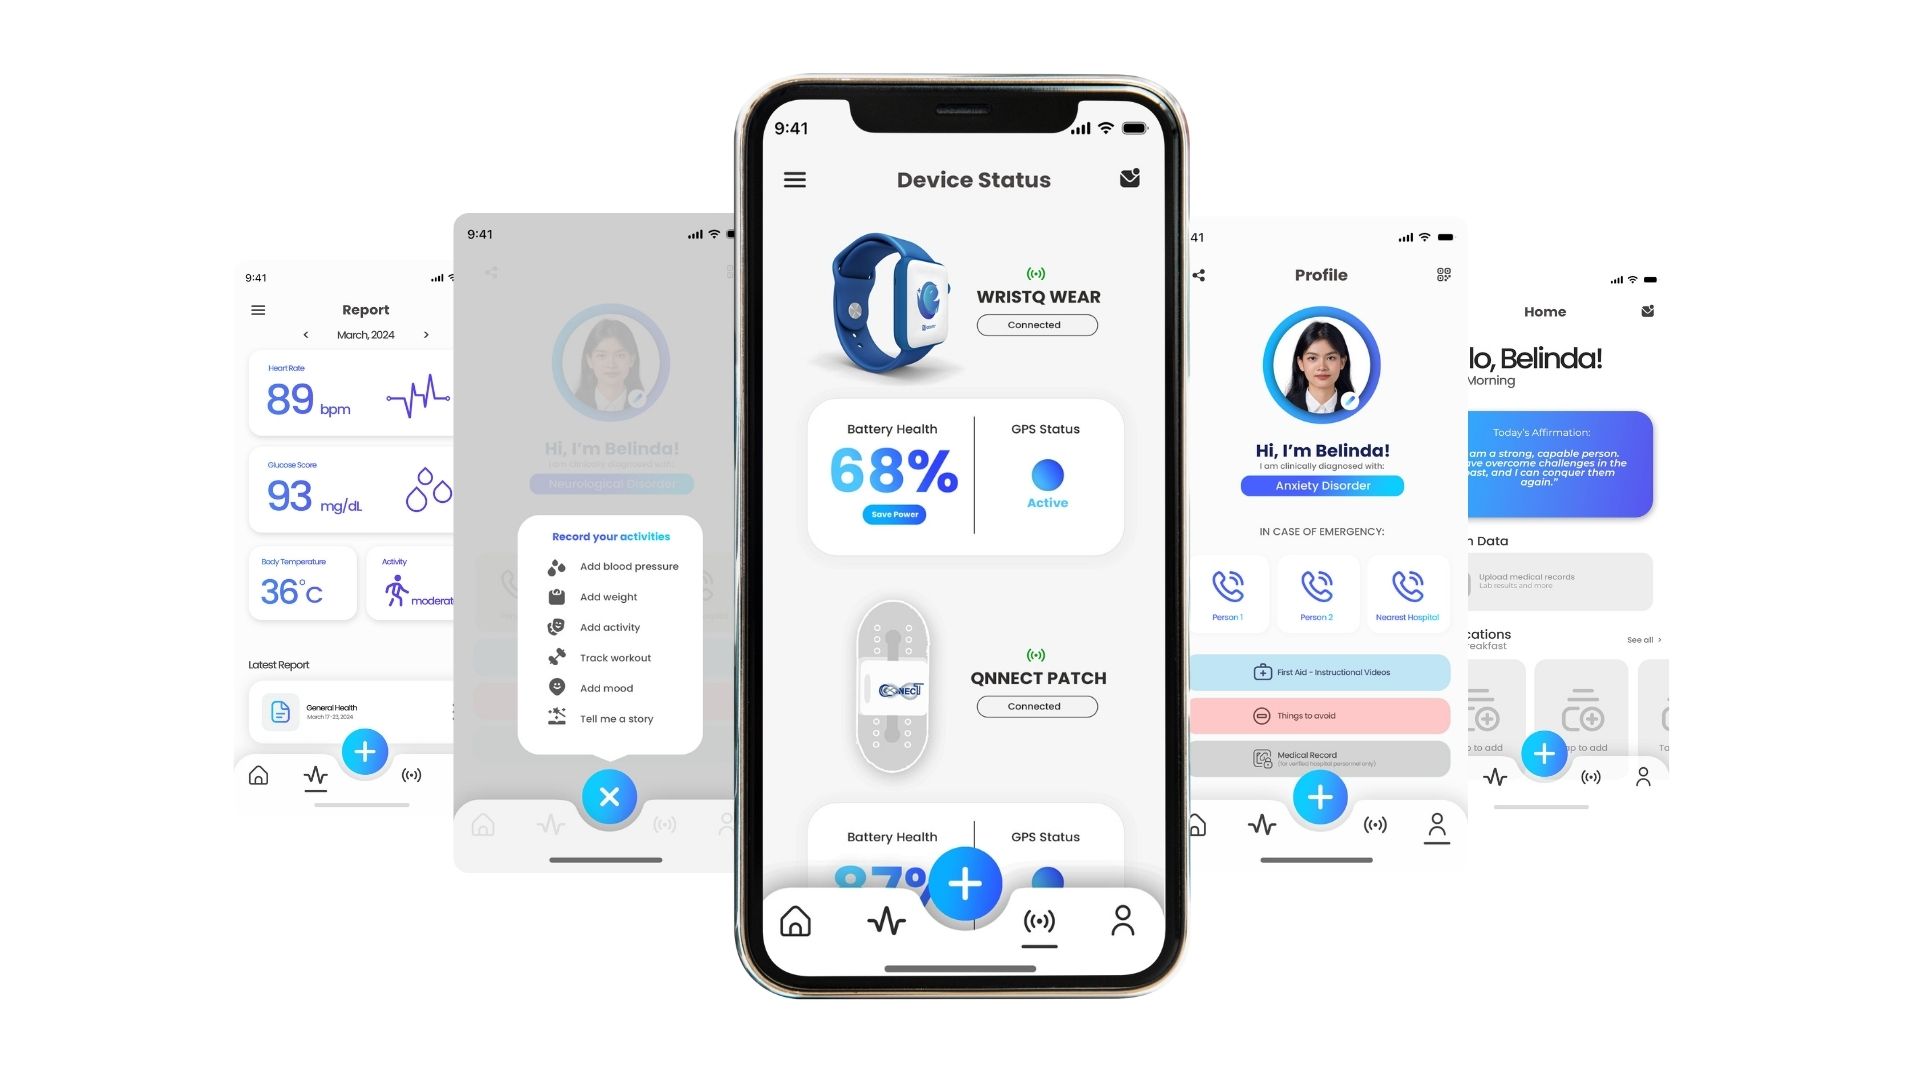 9:41
Report
March, 2024
Heart Rate
89 bpm
Glucose Score
93 mg/dL
Body Temperature
36°C
Activity
moderat
Latest Report
General Health
March 17-23, 2024
9:41
Hi, I'm Belinda!
I am clinically diagnosed with:
Neurological Disorder
Record your activities
Add blood pressure
Add weight
Add activity
Track workout
Add mood
Tell me a story
9:41
Device Status
WRISTQ WEAR
Connected
Battery Health
68%
Save Power
GPS Status
Active
QNNECT PATCH
Connected
Battery Health
87%
GPS Status
41
Profile
Hi, I'm Belinda!
I am clinically diagnosed with:
Anxiety Disorder
IN CASE OF EMERGENCY:
Person 1
Person 2
Nearest Hospital
First Aid - Instructional Videos
Things to avoid
Medical Record
(for verified hospital personnel only)
Home
lo, Belinda!
Morning
Today's Affirmation:
am a strong, capable person.
ve overcome challenges in the
ast, and I can conquer them
again."
n Data
Upload medical records
Lab results and more
cations
reakfast
See all >
p to add
ap to add
Ta